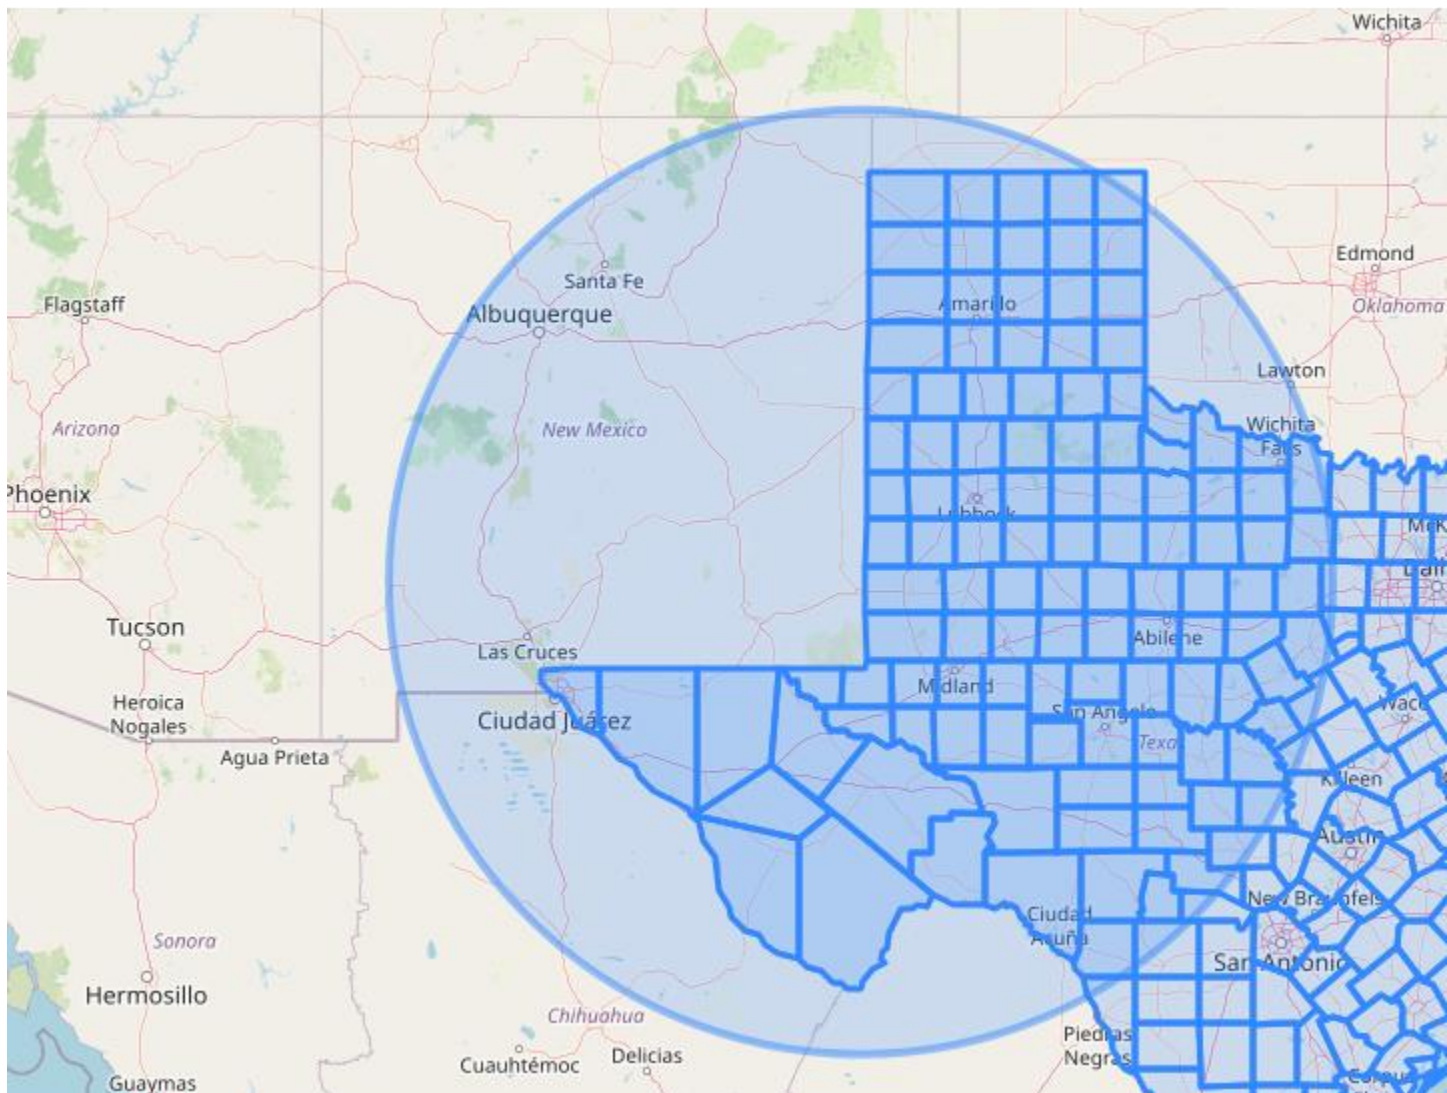 Wichita
Edmond
Santa Fe
Flagstaff
Amarillo
Oklahoma
Albuquerque
Lawton
Arizona
New Mexico
Wichita
Falls
Phoenix
Lubbock
Tucson
Abilene
Las Cruces
Midland
Heroica
Nogales
Ciudad Juárez
San Angelo
Waco
Texas
Agua Prieta
Killeen
Austin
New Braunfels
Ciudad
Acuña
Sonora
San Antonio
Hermosillo
Chihuahua
Piedras
Negras
Cuauhtémoc
Delicias
Guaymas